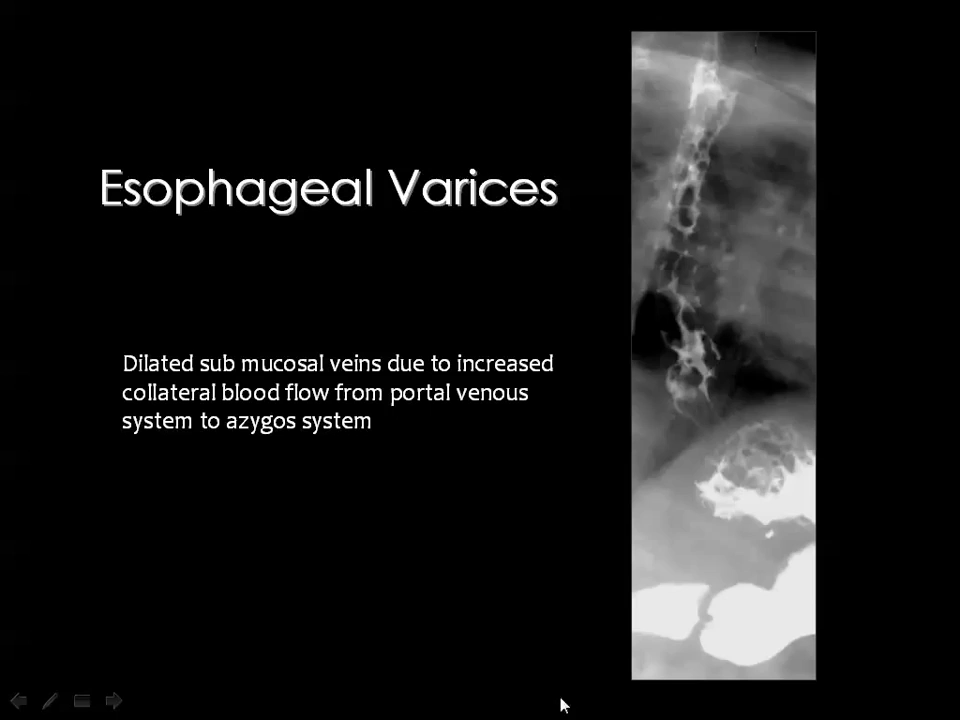 Esophageal Varices
Dilated sub mucosal veins due to increased
collateral blood flow from portal venous
system to azygos system